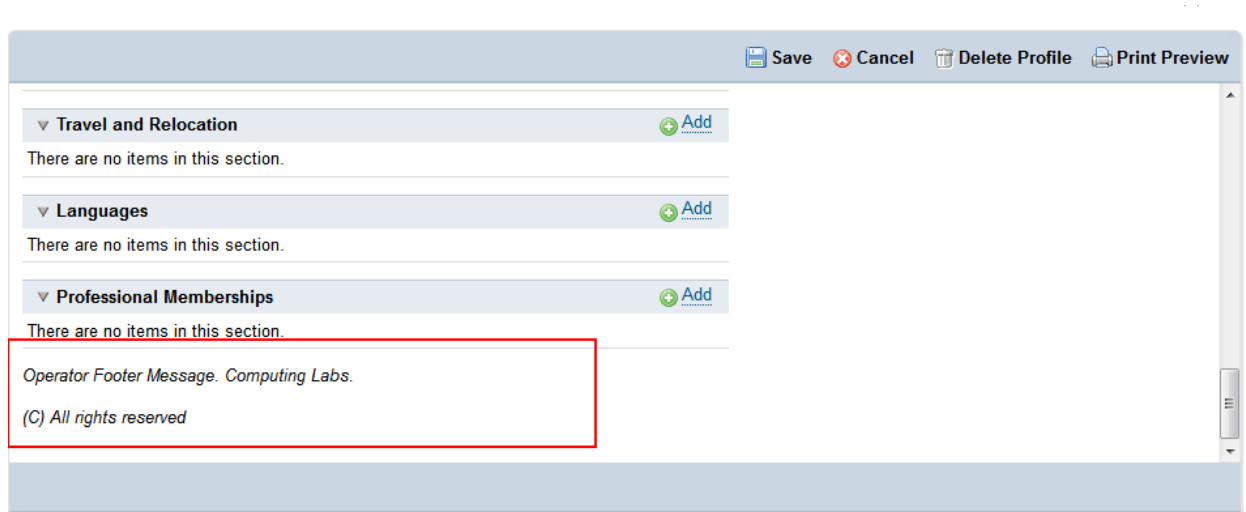 Save Cancel Delete Profile Print Preview
Travel and Relocation Add
There are no items in this section.
Languages Add
There are no items in this section.
Professional Memberships Add
There are no items in this section.
Operator Footer Message. Computing Labs.
(C) All rights reserved